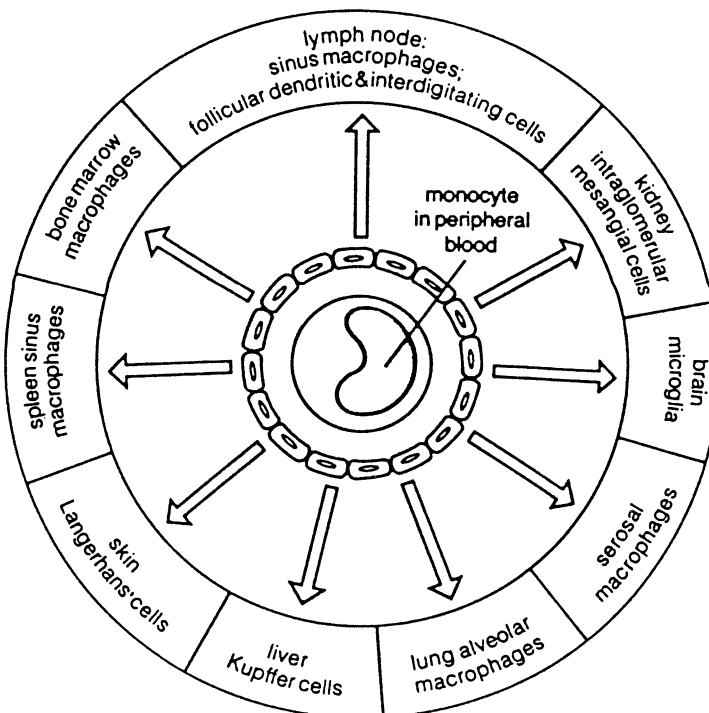 lymph node:
sinus macrophages;
follicular dendritic & interdigitating cells
kidney
intraglomerular
mesangial cells
brain
microglia
serosal
macrophages
lung alveolar
macrophages
liver
Kupffer cells
skin
Langerhans' cells
spleen sinus
macrophages
bone marrow
macrophages
monocyte
in peripheral
blood